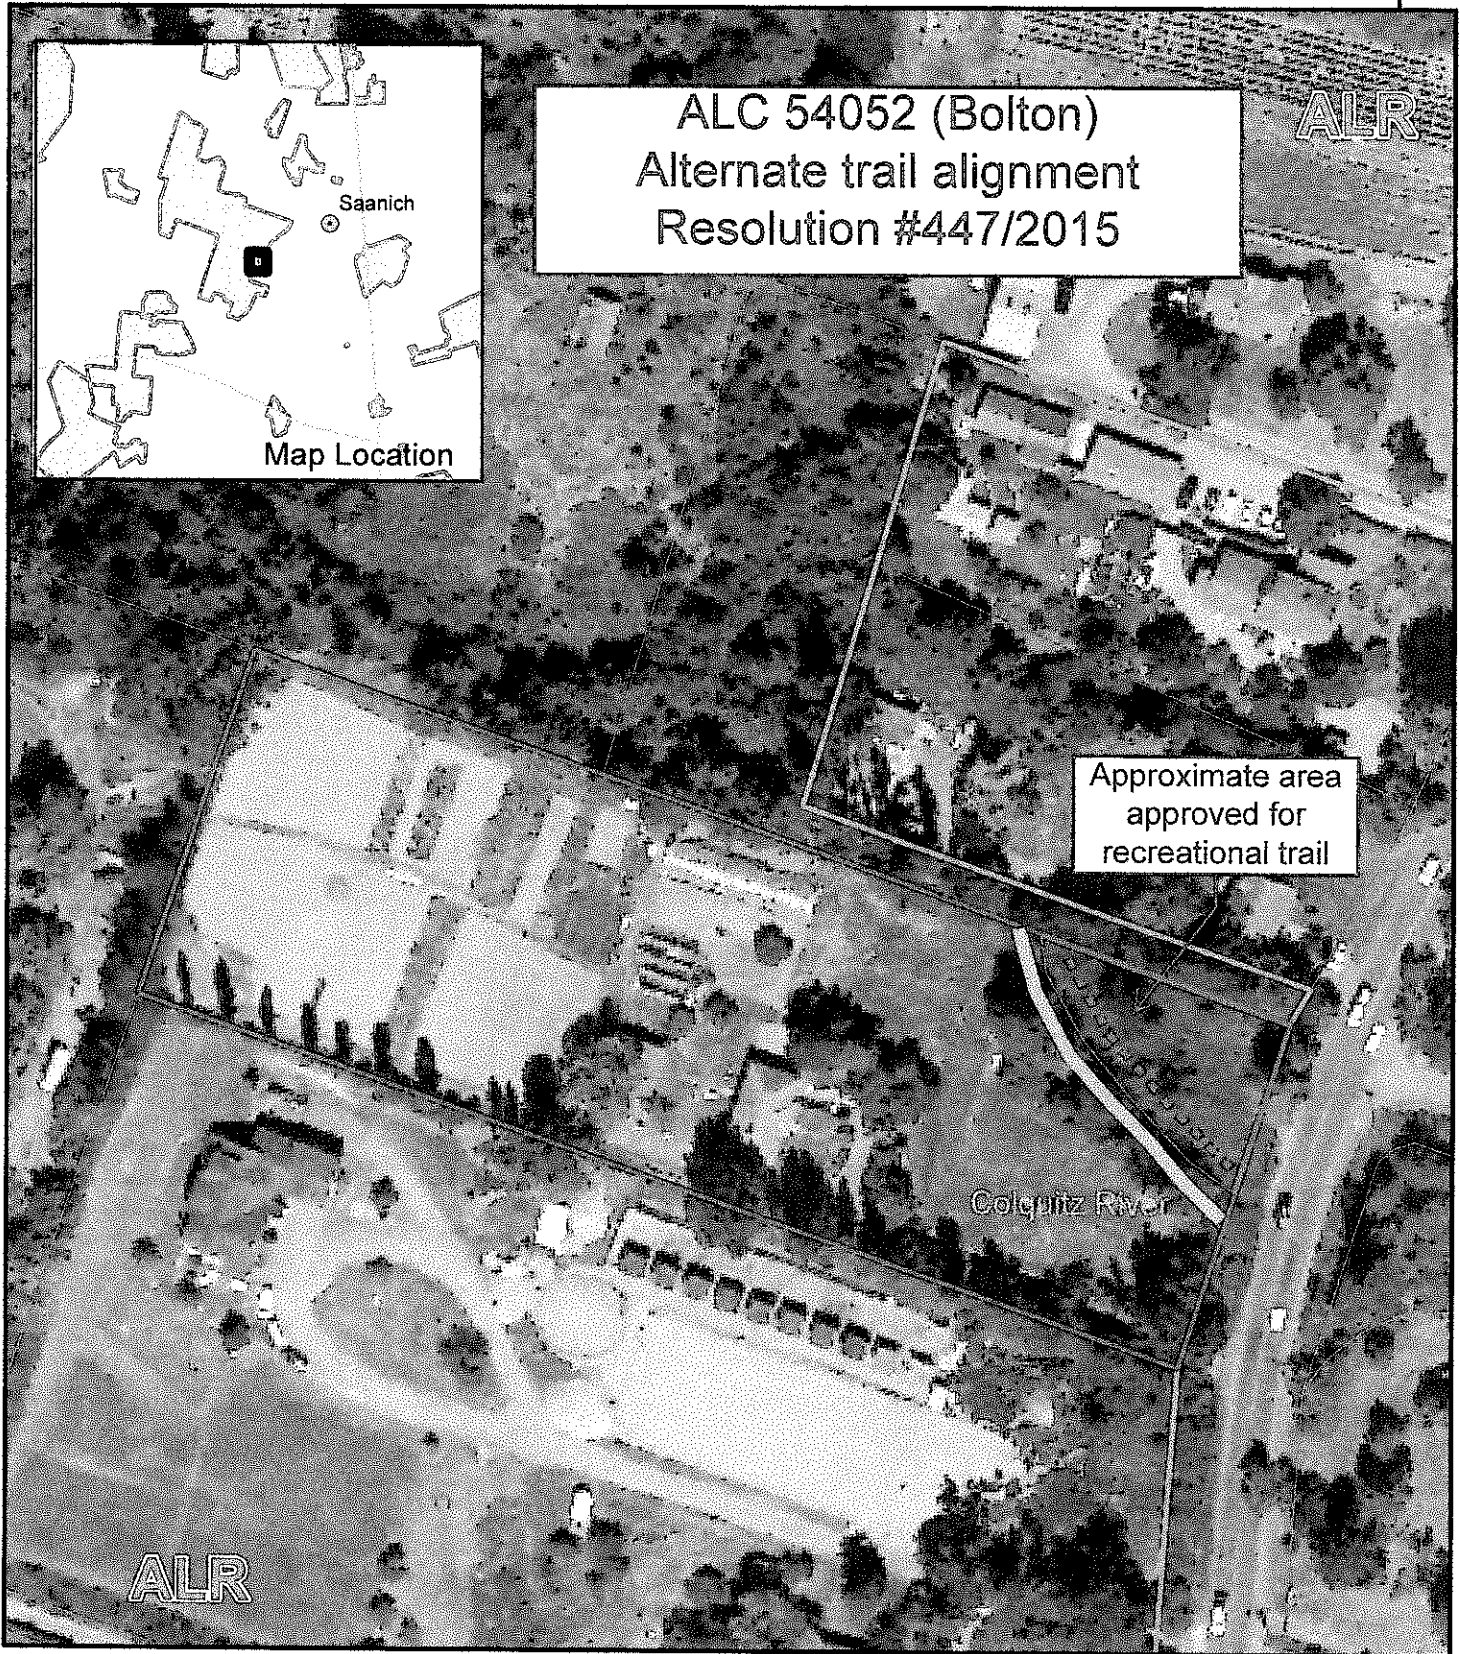 ALC 54052 (Bolton)
Alternate trail alignment
Resolution #447/2015
ALR
Saanich
Map Location
Approximate area
approved for
recreational trail
Colquitz River
ALR